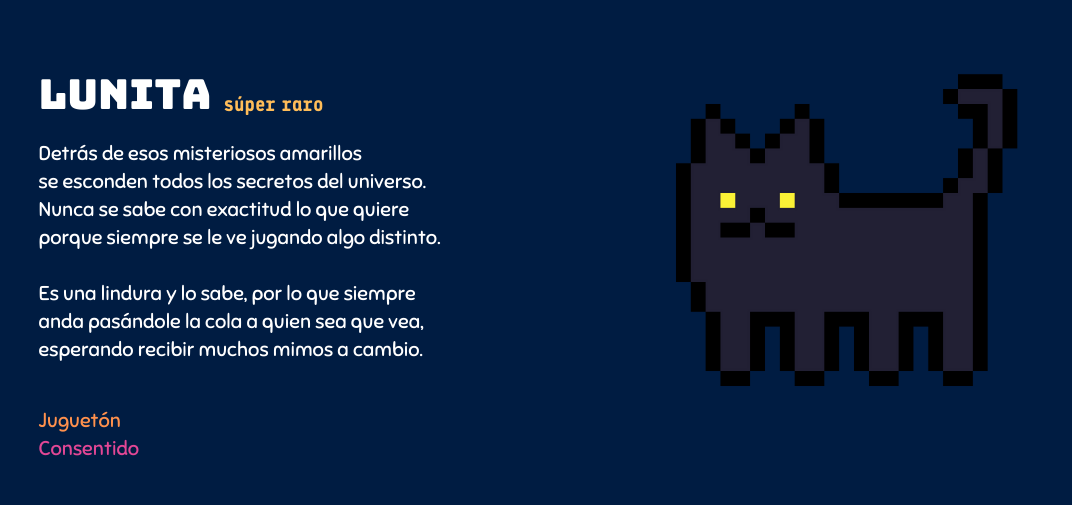 LUNITA súper raro
Detrás de esos misteriosos amarillos
se esconden todos los secretos del universo.
Nunca se sabe con exactitud lo que quiere
porque siempre se le ve jugando algo distinto.
Es una lindura y lo sabe, por lo que siempre
anda pasándole la cola a quien sea que vea,
esperando recibir muchos mimos a cambio.
Juguetón
Consentido